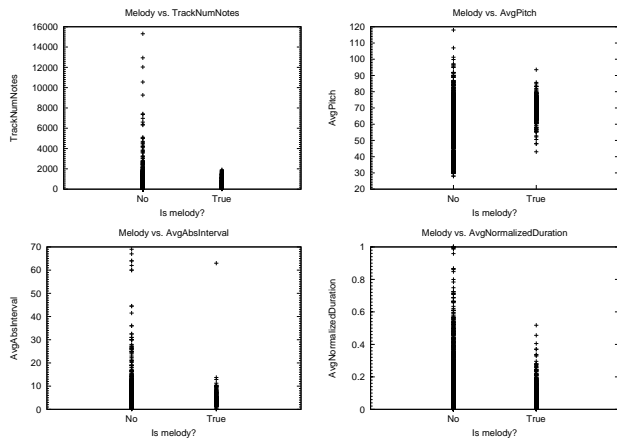 Melody vs. TrackNumNotes
16000
14000
12000
10000
8000
6000
4000
2000
0
TrackNumNotes
No True
Is melody?
Melody vs. AvgPitch
120
110
100
90
80
70
60
50
40
30
20
AvgPitch
No True
Is melody?
Melody vs. AvgAbsInterval
70
60
50
40
30
20
10
0
AvgAbsInterval
No True
Is melody?
Melody vs. AvgNormalizedDuration
1
0.8
0.6
0.4
0.2
0
AvgNormalizedDuration
No True
Is melody?